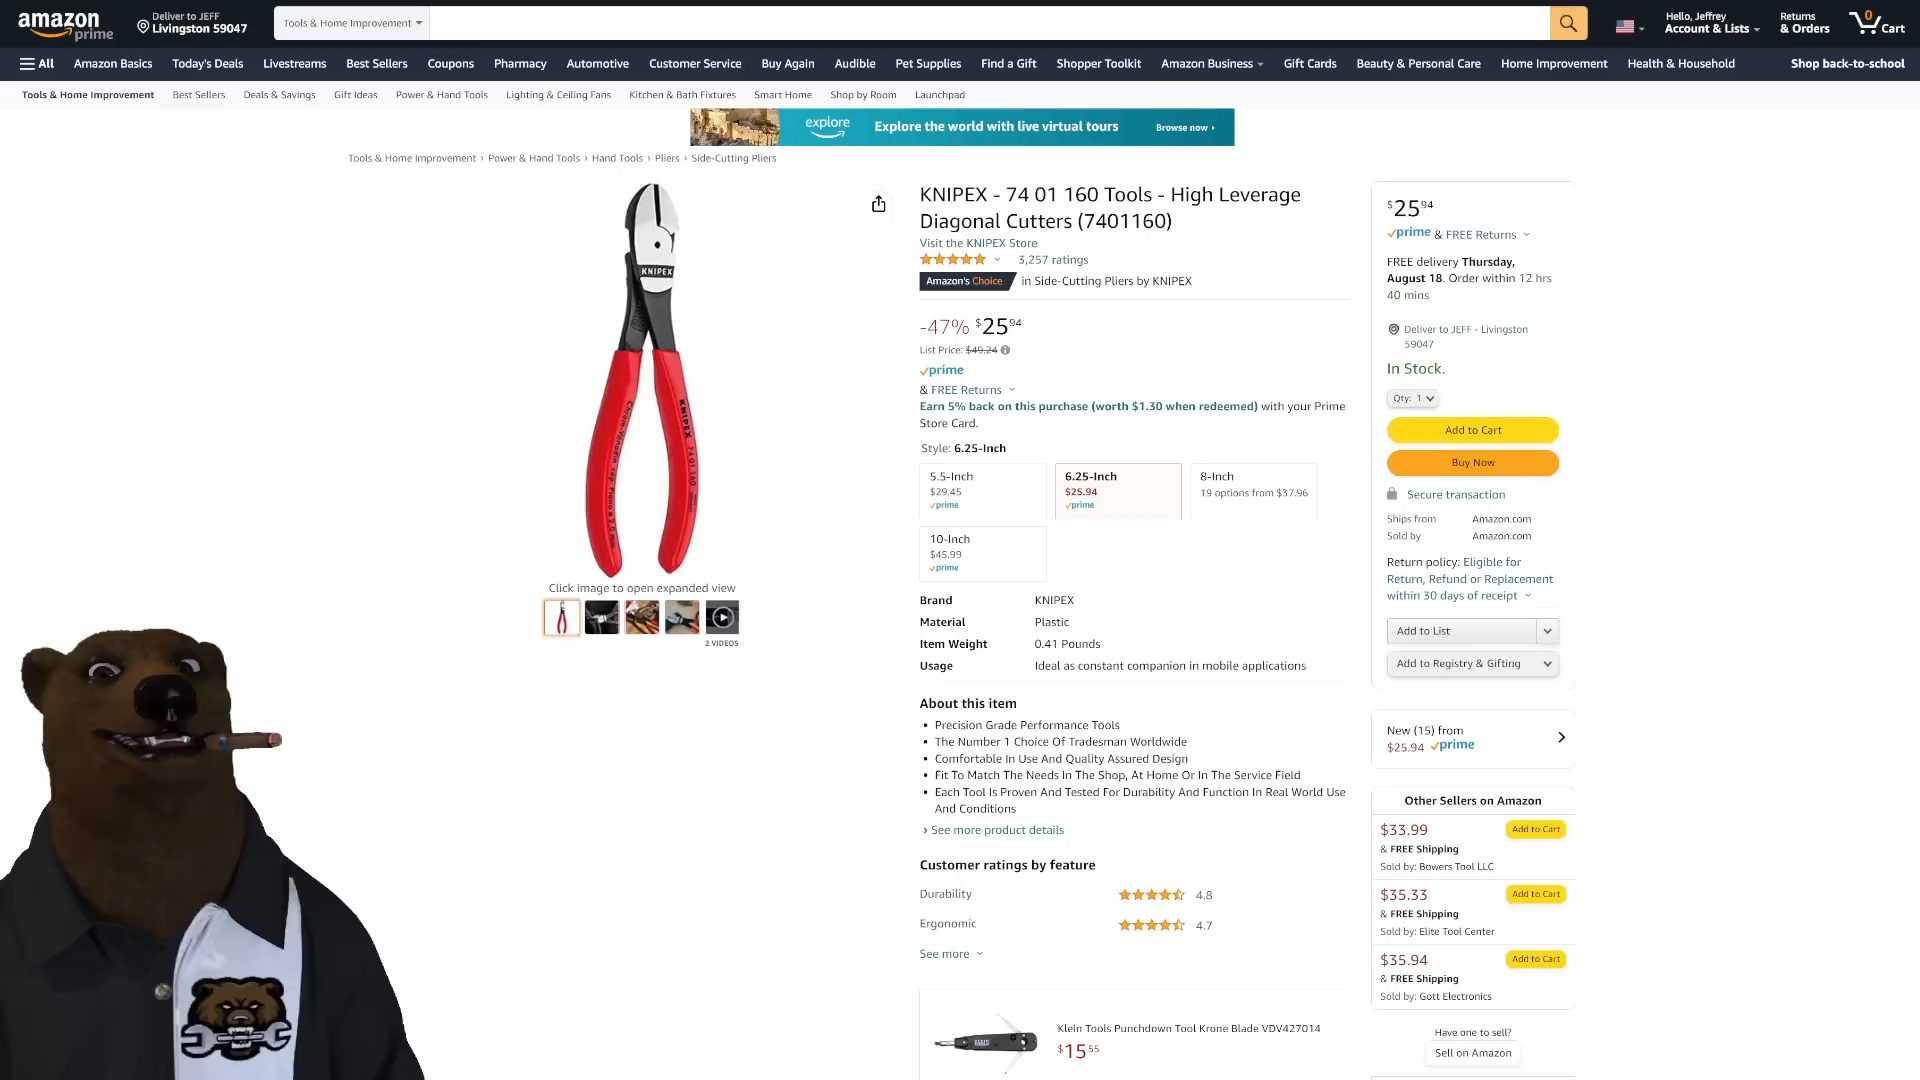 amazon
prime
Deliver to JEFF
Livingston 59047
Tools & Home Improvement
Hello, Jeffrey
Account & Lists
Returns
& Orders
0
Cart
All
Amazon Basics
Today's Deals
Livestreams
Best Sellers
Coupons
Pharmacy
Automotive
Customer Service
Buy Again
Audible
Pet Supplies
Find a Gift
Shopper Toolkit
Amazon Business
Gift Cards
Beauty & Personal Care
Home Improvement
Health & Household
Shop back-to-school
Tools & Home Improvement
Best Sellers
Deals & Savings
Gift Ideas
Power & Hand Tools
Lighting & Ceiling Fans
Kitchen & Bath Fixtures
Smart Home
Shop by Room
Launchpad
explore
Explore the world with live virtual tours
Browse now ›
Tools & Home Improvement › Power & Hand Tools › Hand Tools › Pliers › Side-Cutting Pliers
KNIPEX
KNIPEX 74 01 160
Click image to open expanded view
2 VIDEOS
KNIPEX - 74 01 160 Tools - High Leverage
Diagonal Cutters (7401160)
Visit the KNIPEX Store
3,257 ratings
Amazon's Choice in Side-Cutting Pliers by KNIPEX
-47% $25 94
List Price: $49.24
prime
& FREE Returns
Earn 5% back on this purchase (worth $1.30 when redeemed) with your Prime
Store Card.
Style: 6.25-Inch
5.5-Inch
$29.45
prime
6.25-Inch
$25.94
prime
8-Inch
19 options from $37.96
10-Inch
$45.99
prime
Brand KNIPEX
Material Plastic
Item Weight 0.41 Pounds
Usage Ideal as constant companion in mobile applications
About this item
• Precision Grade Performance Tools
• The Number 1 Choice Of Tradesman Worldwide
• Comfortable In Use And Quality Assured Design
• Fit To Match The Needs In The Shop, At Home Or In The Service Field
• Each Tool Is Proven And Tested For Durability And Function In Real World Use
And Conditions
› See more product details
Customer ratings by feature
Durability 4.8
Ergonomic 4.7
See more
Klein Tools Punchdown Tool Krone Blade VDV427014
$15 55
$25 94
prime & FREE Returns
FREE delivery Thursday,
August 18. Order within 12 hrs
40 mins
Deliver to JEFF - Livingston
59047
In Stock.
Qty: 1
Add to Cart
Buy Now
Secure transaction
Ships from Amazon.com
Sold by Amazon.com
Return policy: Eligible for
Return, Refund or Replacement
within 30 days of receipt
Add to List
Add to Registry & Gifting
New (15) from
$25.94 prime
Other Sellers on Amazon
$33.99 Add to Cart
& FREE Shipping
Sold by: Bowers Tool LLC
$35.33 Add to Cart
& FREE Shipping
Sold by: Elite Tool Center
$35.94 Add to Cart
& FREE Shipping
Sold by: Gott Electronics
Have one to sell?
Sell on Amazon